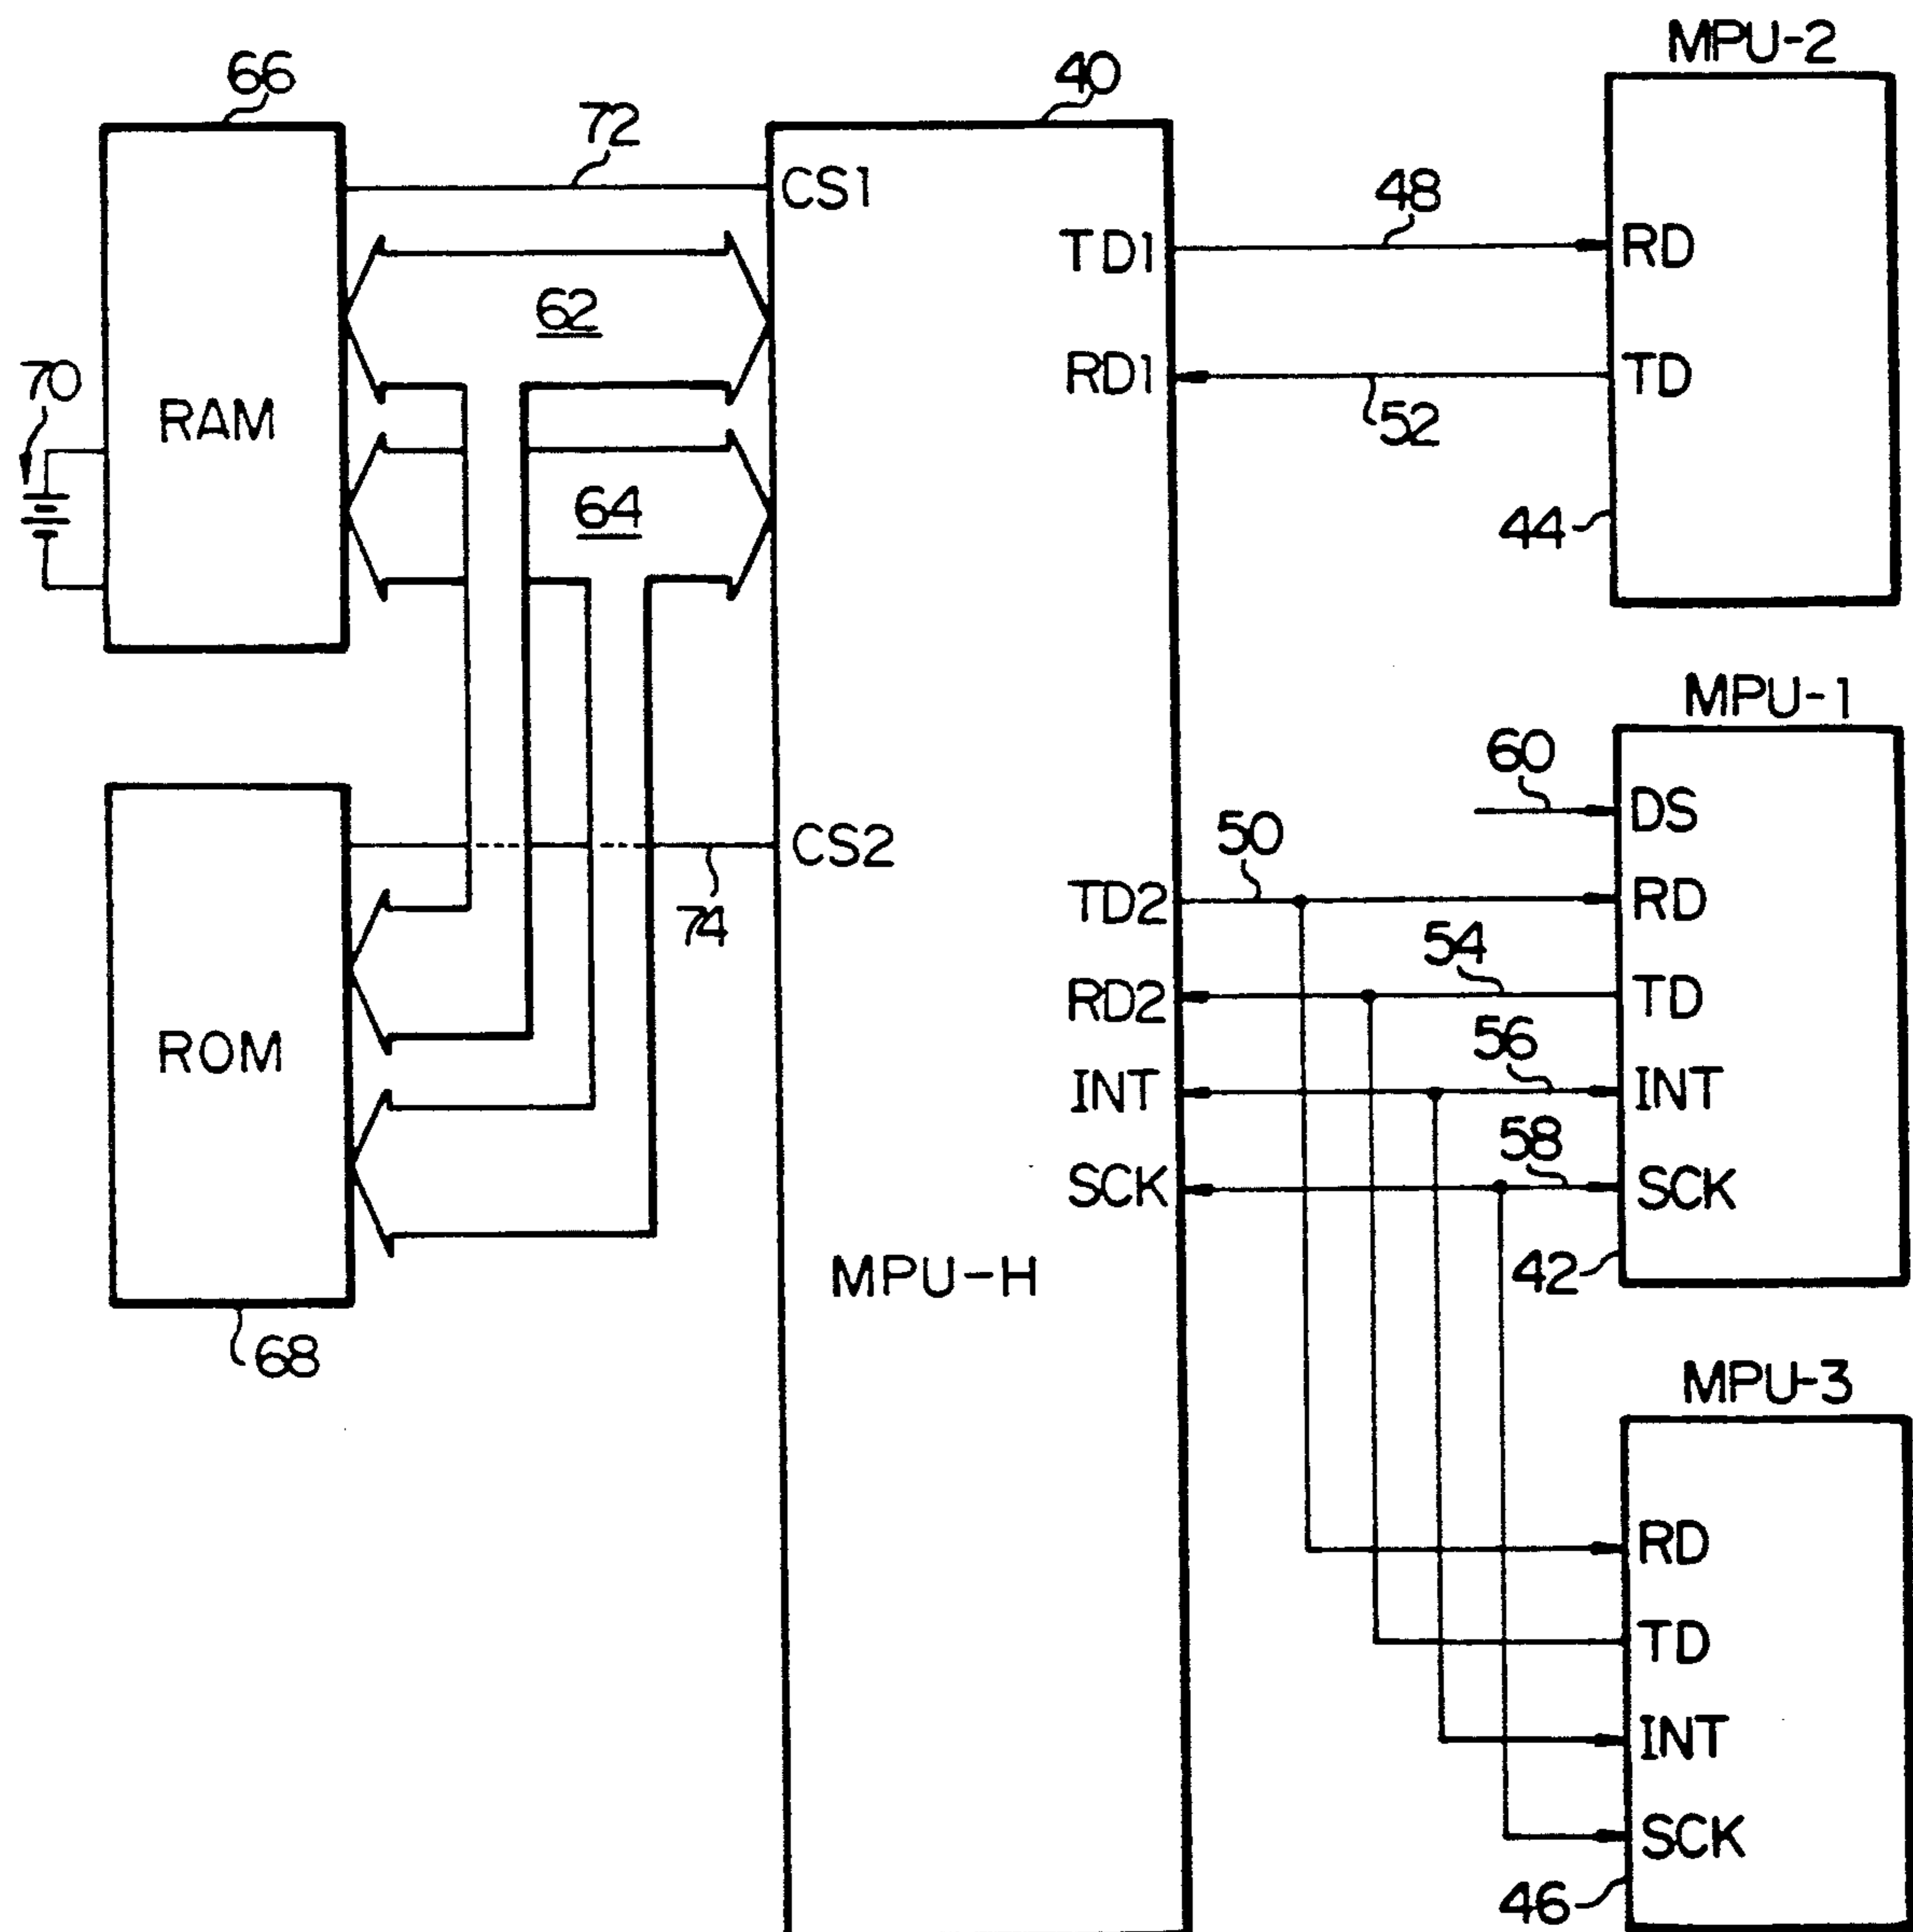 MPU-2
66
40
72
CS1
48
TD1
RD
62
RD1
TD
52
70
RAM
64
44
MPU-1
60
DS
CS2
50
TD2
RD
74
54
RD2
TD
ROM
56
INT
INT
58
SCK
SCK
MPU-H
42
68
MPU-3
RD
TD
INT
SCK
46